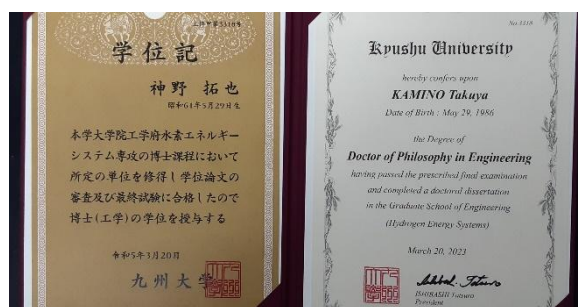 学位記
神野 拓也
昭和61年5月29日生
本学大学院工学府水素エネルギー
システム専攻の博士課程において
所定の単位を修得し学位論文の
審査及び最終試験に合格したので
博士(工学)の学位を授与する
令和5年3月20日
九州大学
Kyushu University
hereby confers upon
KAMINO Takuya
Date of Birth : May 29, 1986
the Degree of
Doctor of Philosophy in Engineering
having passed the prescribed final examination
and completed a doctoral dissertation
in the Graduate School of Engineering
(Hydrogen Energy Systems)
March 20, 2023
ISHIBASHI Tatsuro
President